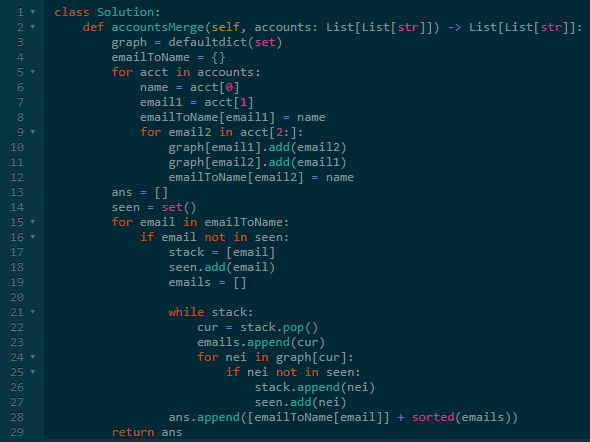 1 class Solution:
2     def accountsMerge(self, accounts: List[List[str]]) -> List[List[str]]:
3         graph = defaultdict(set)
4         emailToName = {}
5         for acct in accounts:
6             name = acct[0]
7             email1 = acct[1]
8             emailToName[email1] = name
9             for email2 in acct[2:]:
10                 graph[email1].add(email2)
11                 graph[email2].add(email1)
12                 emailToName[email2] = name
13         ans = []
14         seen = set()
15         for email in emailToName:
16             if email not in seen:
17                 stack = [email]
18                 seen.add(email)
19                 emails = []
20
21                 while stack:
22                     cur = stack.pop()
23                     emails.append(cur)
24                     for nei in graph[cur]:
25                         if nei not in seen:
26                             stack.append(nei)
27                             seen.add(nei)
28                 ans.append([emailToName[email]] + sorted(emails))
29         return ans